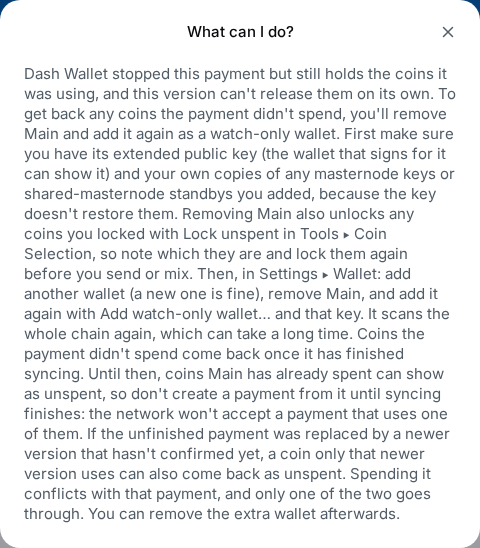 What can I do?
Dash Wallet stopped this payment but still holds the coins it
was using, and this version can't release them on its own. To
get back any coins the payment didn't spend, you'll remove
Main and add it again as a watch-only wallet. First make sure
you have its extended public key (the wallet that signs for it
can show it) and your own copies of any masternode keys or
shared-masternode standbys you added, because the key
doesn't restore them. Removing Main also unlocks any
coins you locked with Lock unspent in Tools ▸ Coin
Selection, so note which they are and lock them again
before you send or mix. Then, in Settings ▸ Wallet: add
another wallet (a new one is fine), remove Main, and add it
again with Add watch-only wallet... and that key. It scans the
whole chain again, which can take a long time. Coins the
payment didn't spend come back once it has finished
syncing. Until then, coins Main has already spent can show
as unspent, so don't create a payment from it until syncing
finishes: the network won't accept a payment that uses one
of them. If the unfinished payment was replaced by a newer
version that hasn't confirmed yet, a coin only that newer
version uses can also come back as unspent. Spending it
conflicts with that payment, and only one of the two goes
through. You can remove the extra wallet afterwards.